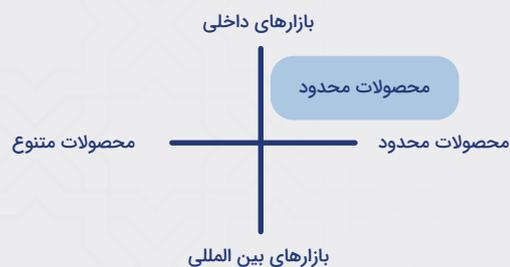 بازارهای داخلی
محصولات محدود
محصولات محدود
محصولات متنوع
بازارهای بین المللی